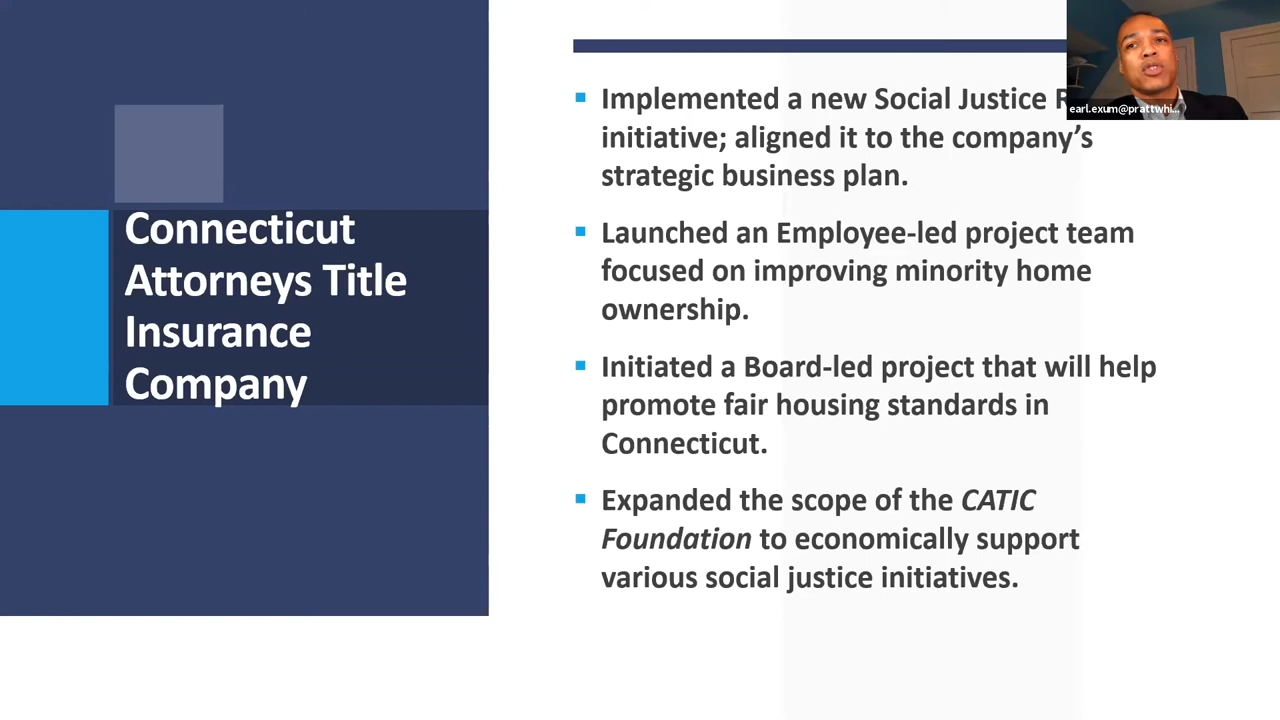 Connecticut
Attorneys Title
Insurance
Company
Implemented a new Social Justice
initiative; aligned it to the company's
strategic business plan.
Launched an Employee-led project team
focused on improving minority home
ownership.
Initiated a Board-led project that will help
promote fair housing standards in
Connecticut.
Expanded the scope of the CATIC
Foundation to economically support
various social justice initiatives.
earl.exum@prattwhi...